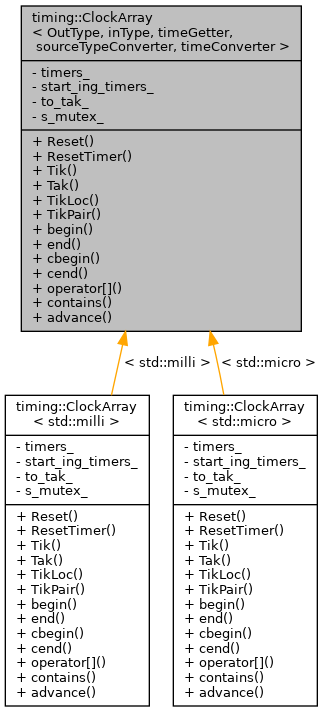 timing::ClockArray
< OutType, inType, timeGetter,
sourceTypeConverter, timeConverter >
- timers_
- start_ing_timers_
- to_tak_
- s_mutex_
+ Reset()
+ ResetTimer()
+ Tik()
+ Tak()
+ TikLoc()
+ TikPair()
+ begin()
+ end()
+ cbegin()
+ cend()
+ operator[]()
+ contains()
+ advance()
< std::milli >
< std::micro >
timing::ClockArray
< std::milli >
- timers_
- start_ing_timers_
- to_tak_
- s_mutex_
+ Reset()
+ ResetTimer()
+ Tik()
+ Tak()
+ TikLoc()
+ TikPair()
+ begin()
+ end()
+ cbegin()
+ cend()
+ operator[]()
+ contains()
+ advance()
timing::ClockArray
< std::micro >
- timers_
- start_ing_timers_
- to_tak_
- s_mutex_
+ Reset()
+ ResetTimer()
+ Tik()
+ Tak()
+ TikLoc()
+ TikPair()
+ begin()
+ end()
+ cbegin()
+ cend()
+ operator[]()
+ contains()
+ advance()